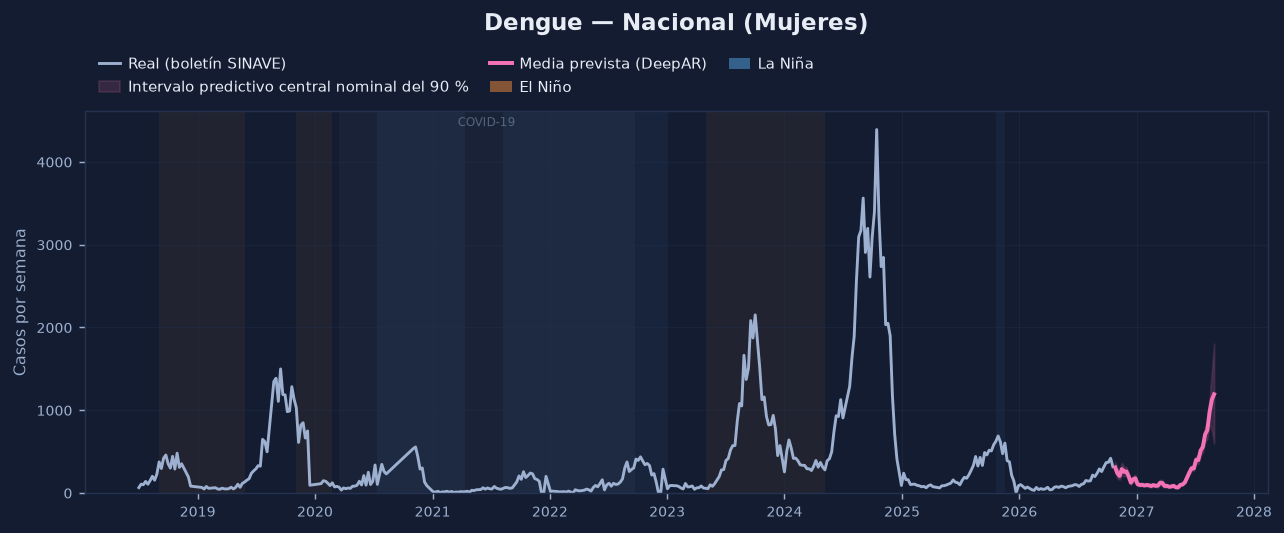 Dengue — Nacional (Mujeres)
Real (boletín SINAVE)
Media prevista (DeepAR)
La Niña
Intervalo predictivo central nominal del 90 %
El Niño
COVID-19
Casos por semana
4000
3000
2000
1000
0
2019 2020 2021 2022 2023 2024 2025 2026 2027 2028